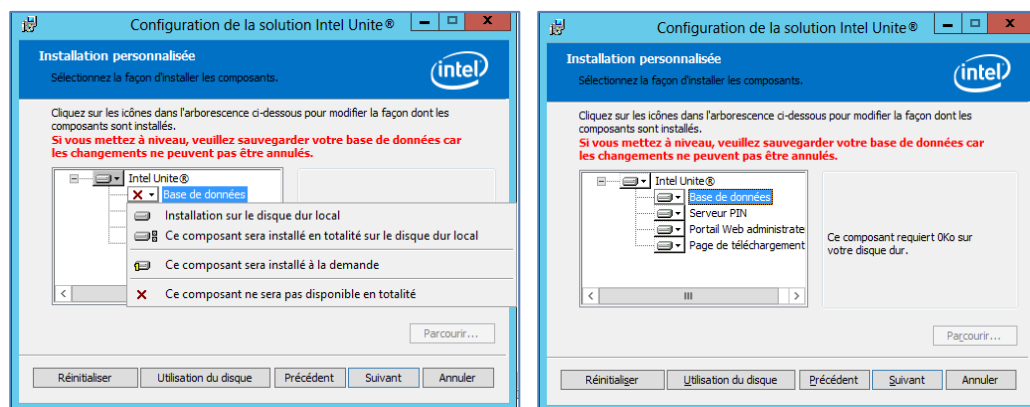 Configuration de la solution Intel Unite®
Installation personnalisée
Sélectionnez la façon d'installer les composants.
intel
Cliquez sur les icônes dans l'arborescence ci-dessous pour modifier la façon dont les
composants sont installés.
Si vous mettez à niveau, veuillez sauvegarder votre base de données car
les changements ne peuvent pas être annulés.
Intel Unite®
Base de données
Installation sur le disque dur local
Ce composant sera installé en totalité sur le disque dur local
Ce composant sera installé à la demande
Ce composant ne sera pas disponible en totalité
Parcourir...
Réinitialiser Utilisation du disque Précédent Suivant Annuler
Configuration de la solution Intel Unite®
Installation personnalisée
Sélectionnez la façon d'installer les composants.
intel
Cliquez sur les icônes dans l'arborescence ci-dessous pour modifier la façon dont les
composants sont installés.
Si vous mettez à niveau, veuillez sauvegarder votre base de données car
les changements ne peuvent pas être annulés.
Intel Unite®
Base de données
Serveur PIN
Portail Web administrate
Page de téléchargement
Ce composant requiert 0Ko sur
votre disque dur.
Parcourir...
Réinitialiser Utilisation du disque Précédent Suivant Annuler